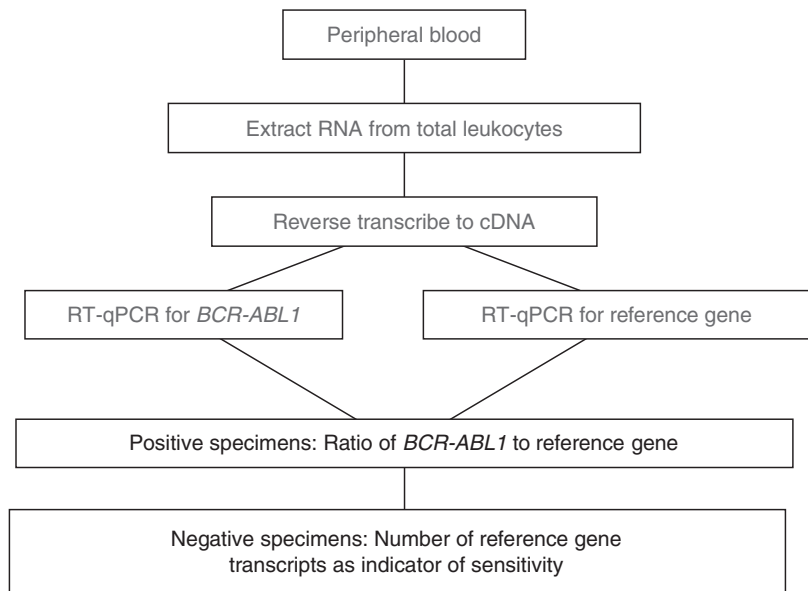 Peripheral blood
Extract RNA from total leukocytes
Reverse transcribe to cDNA
RT-qPCR for BCR-ABL1
RT-qPCR for reference gene
Positive specimens: Ratio of BCR-ABL1 to reference gene
Negative specimens: Number of reference gene
transcripts as indicator of sensitivity